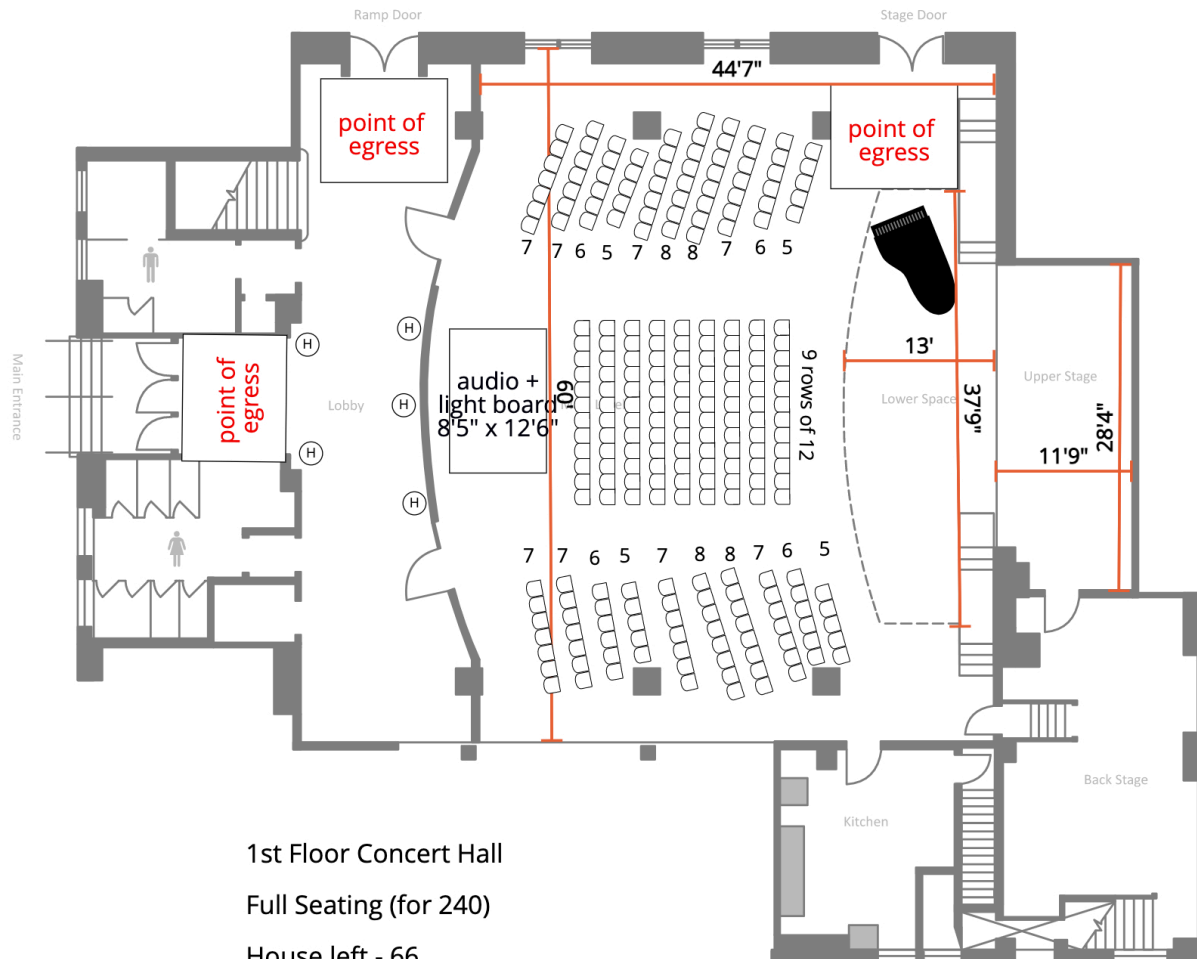 Ramp Door
Stage Door
44'7"
point of
egress
point of
egress
7 7 6 5 7 8 8 7 6 5
Main Entrance
point of
egress
H
H
H
H
H
Lobby
audio +
light board
8'5" x 12'6"
60'
9 rows of 12
13'
Lower Space
37'9"
Upper Stage
28'4"
11'9"
7 7 6 5 7 8 8 7 6 5
Back Stage
Kitchen
1st Floor Concert Hall
Full Seating (for 240)
House left - 66